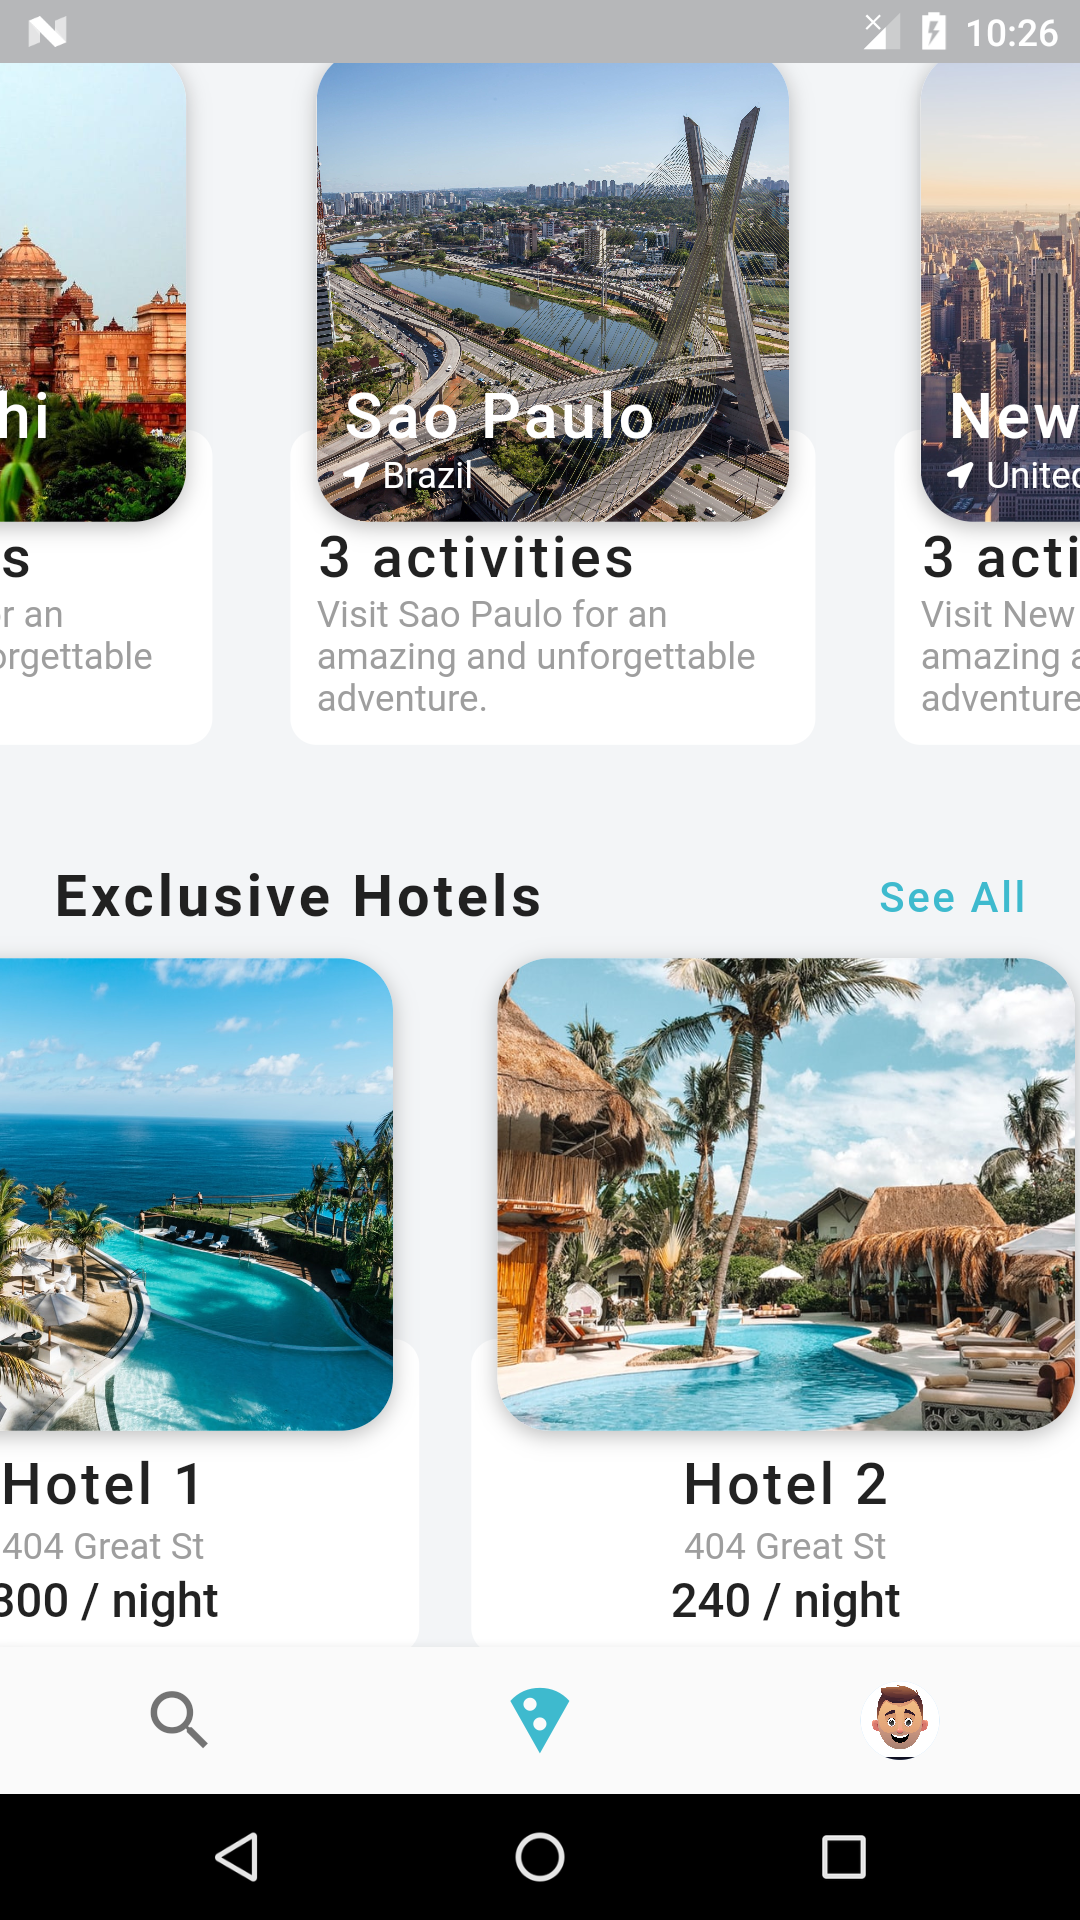 10:26
hi
Sao Paulo
New
Brazil
United
s
3 activities
3 acti
r an
Visit Sao Paulo for an
Visit New
orgettable
amazing and unforgettable
amazing a
adventure.
adventure
Exclusive Hotels
See All
Hotel 1
Hotel 2
404 Great St
404 Great St
300 / night
240 / night